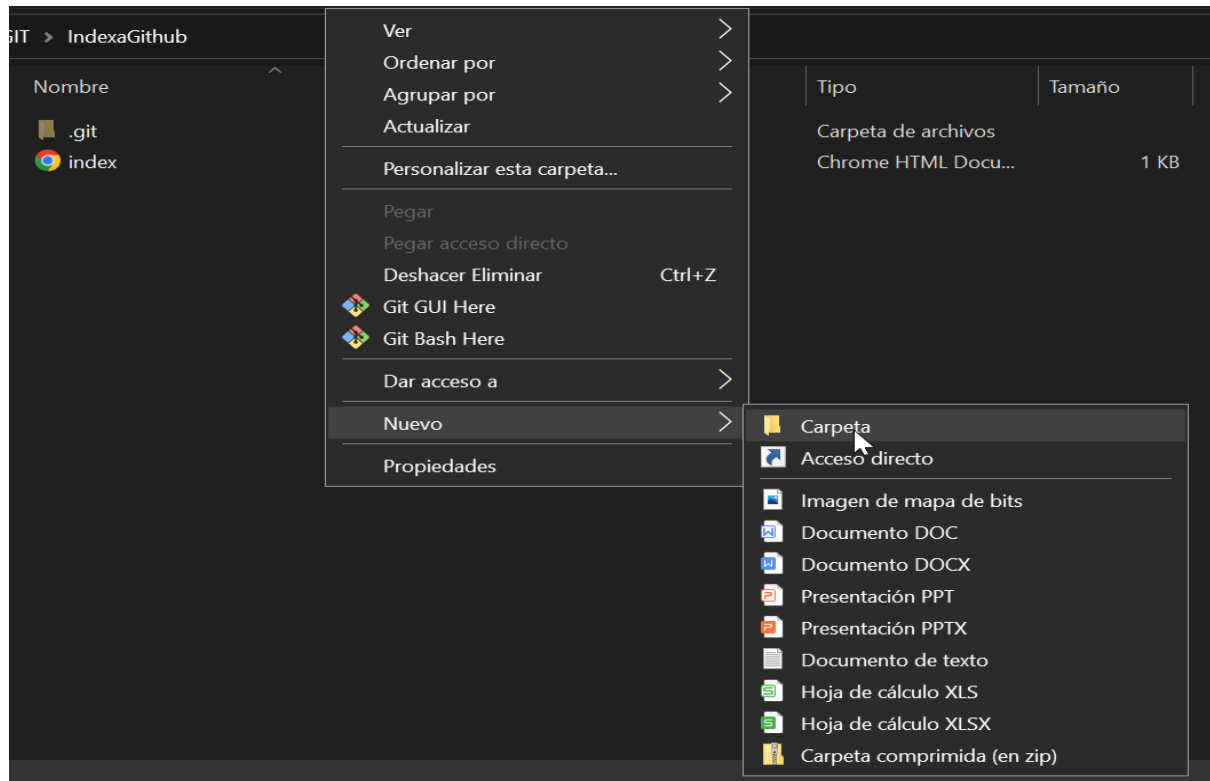 GIT > IndexaGithub
Nombre
Tipo
Tamaño
.git
Carpeta de archivos
index
Chrome HTML Docu...
1 KB
Ver
Ordenar por
Agrupar por
Actualizar
Personalizar esta carpeta...
Pegar
Pegar acceso directo
Deshacer Eliminar Ctrl+Z
Git GUI Here
Git Bash Here
Dar acceso a
Nuevo
Propiedades
Carpeta
Acceso directo
Imagen de mapa de bits
Documento DOC
Documento DOCX
Presentación PPT
Presentación PPTX
Documento de texto
Hoja de cálculo XLS
Hoja de cálculo XLSX
Carpeta comprimida (en zip)